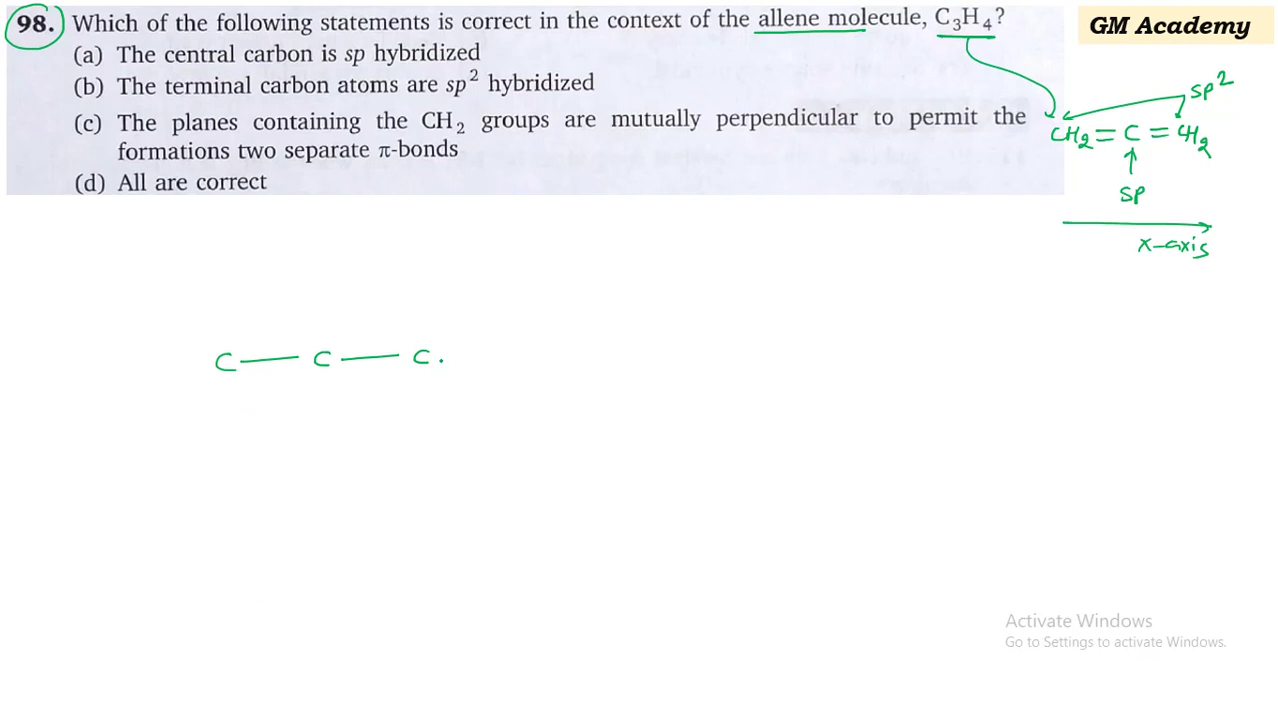 98. Which of the following statements is correct in the context of the allene molecule, C₃H₄?
GM Academy
(a) The central carbon is sp hybridized
(b) The terminal carbon atoms are sp² hybridized
(c) The planes containing the CH₂ groups are mutually perpendicular to permit the
formations two separate π-bonds
(d) All are correct
sp²
CH₂ = C = CH₂
sp
x-axis
C — C — C.
Activate Windows
Go to Settings to activate Windows.